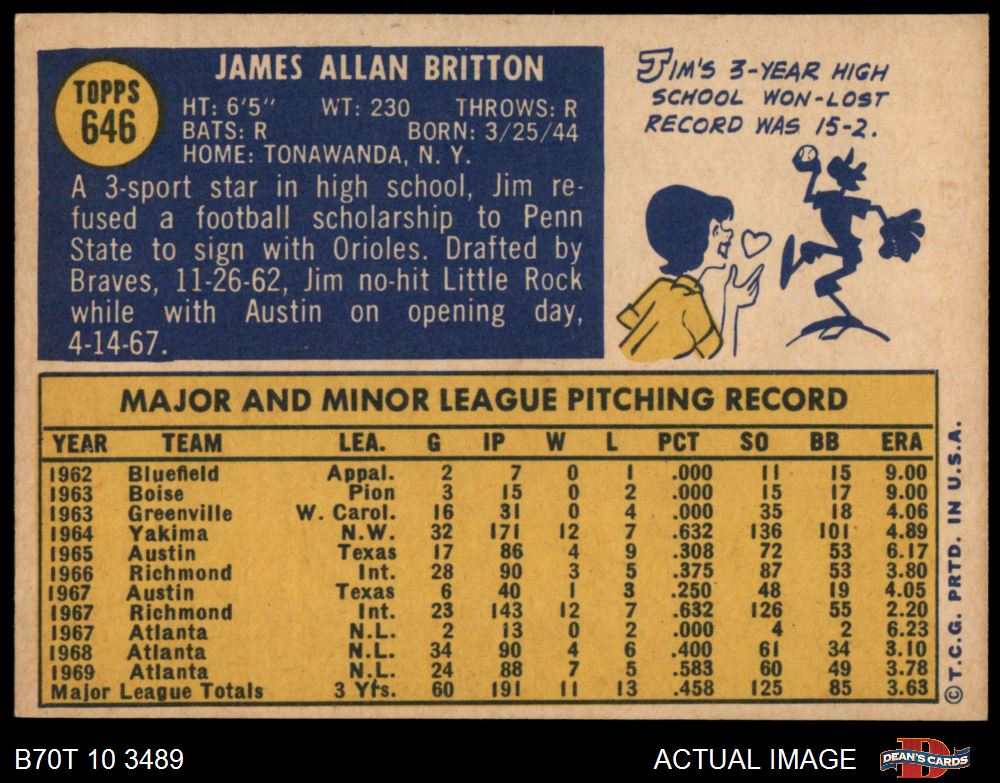 TOPPS
646
JAMES ALLAN BRITTON
HT: 6'5" WT: 230 THROWS: R
BATS: R BORN: 3/25/44
HOME: TONAWANDA, N. Y.
A 3-sport star in high school, Jim re-
fused a football scholarship to Penn
State to sign with Orioles. Drafted by
Braves, 11-26-62, Jim no-hit Little Rock
while with Austin on opening day,
4-14-67.
JIM'S 3-YEAR HIGH
SCHOOL WON-LOST
RECORD WAS 15-2.
MAJOR AND MINOR LEAGUE PITCHING RECORD
YEAR TEAM LEA. G IP W L PCT SO BB ERA
1962 Bluefield Appal. 2 7 0 1 .000 11 15 9.00
1963 Boise Pion 3 15 0 2 .000 15 17 9.00
1963 Greenville W. Carol. 16 31 0 4 .000 35 18 4.06
1964 Yakima N.W. 32 171 12 7 .632 136 101 4.89
1965 Austin Texas 17 86 4 9 .308 72 53 6.17
1966 Richmond Int. 28 90 3 5 .375 87 53 3.80
1967 Austin Texas 6 40 1 3 .250 48 19 4.05
1967 Richmond Int. 23 143 12 7 .632 126 55 2.20
1967 Atlanta N.L. 2 13 0 2 .000 4 2 6.23
1968 Atlanta N.L. 34 90 4 6 .400 61 34 3.10
1969 Atlanta N.L. 24 88 7 5 .583 60 49 3.78
Major League Totals 3 Yrs. 60 191 11 13 .458 125 85 3.63
© T.C.G. PRTD. IN U.S.A.
B70T 10 3489 ACTUAL IMAGE
DEAN'S CARDS